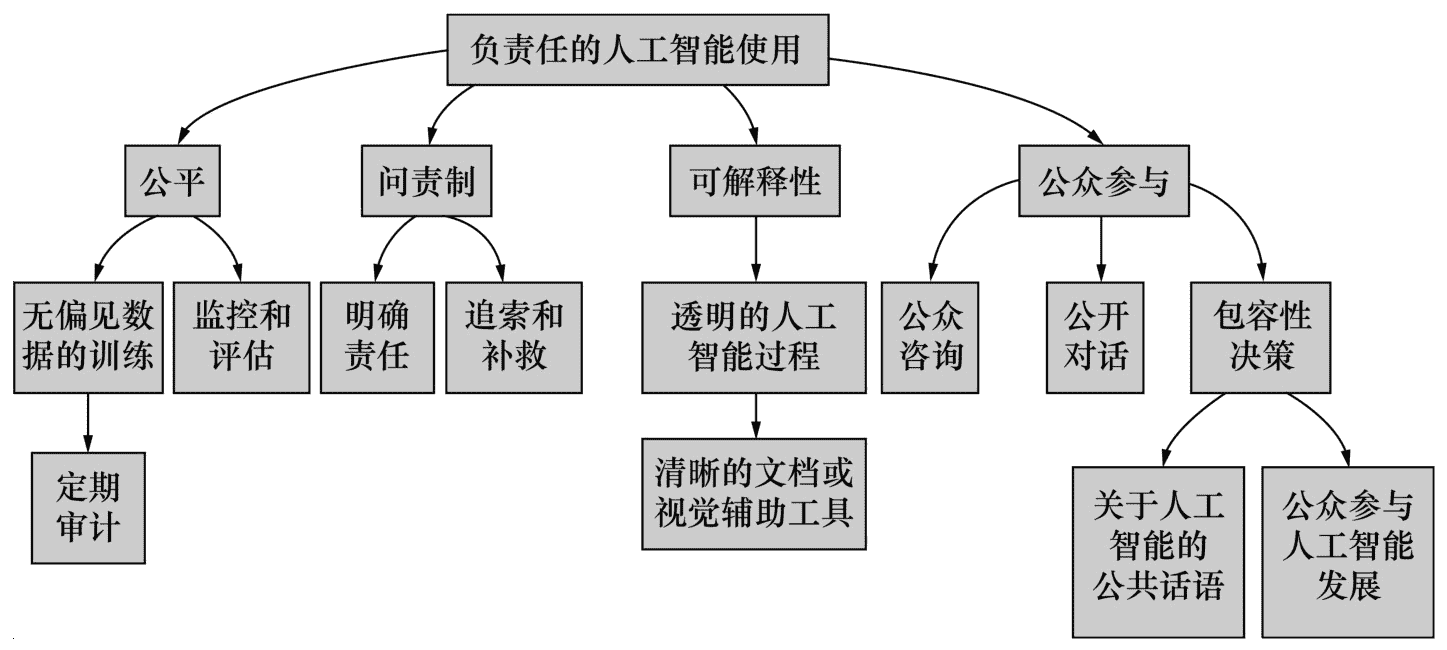 负责任的人工智能使用
公平
问责制
可解释性
公众参与
无偏见数
据的训练
监控和
评估
明确
责任
追索和
补救
透明的人工
智能过程
公众
咨询
公开
对话
包容性
决策
定期
审计
清晰的文档或
视觉辅助工具
关于人工
智能的
公共话语
公众参与
人工智能
发展